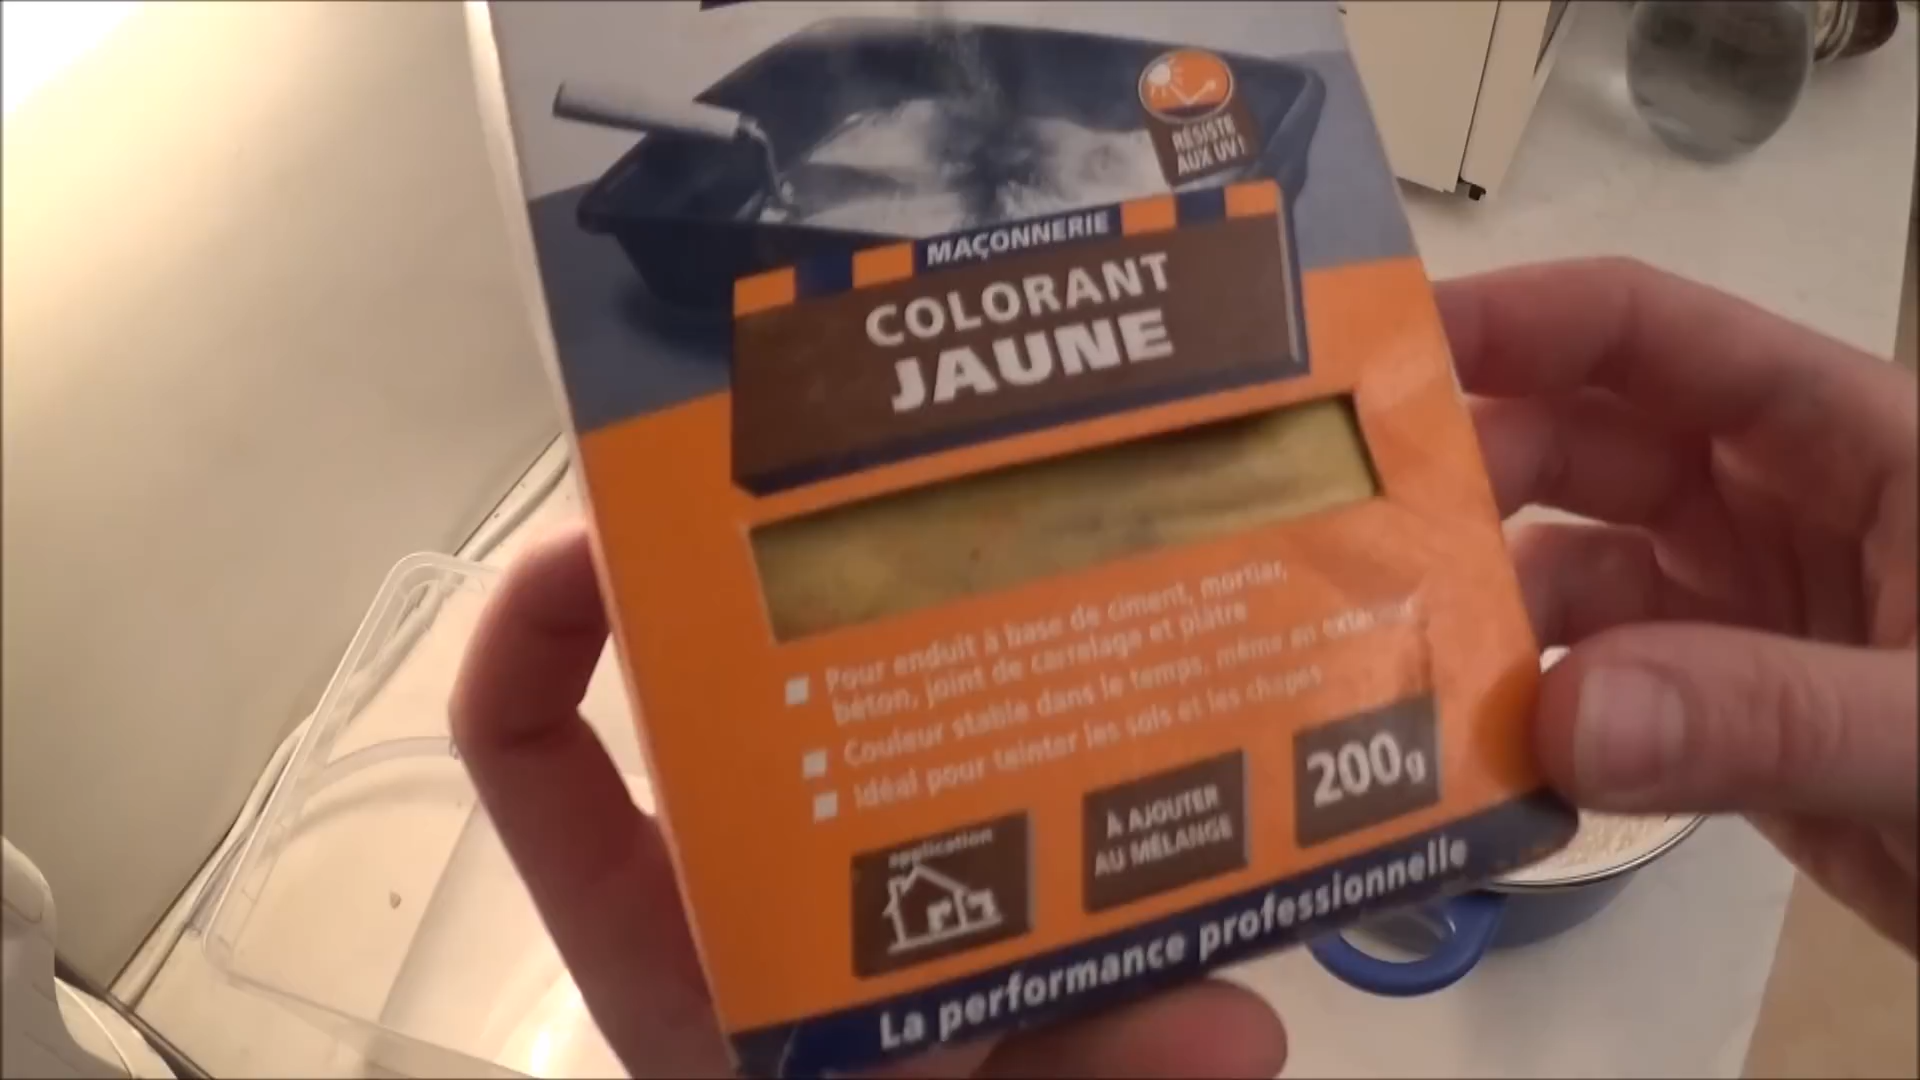 RÉSISTE
AUX UV!
MAÇONNERIE
COLORANT
JAUNE
Pour enduit à base de ciment, mortier,
béton, joint de carrelage et plâtre
Couleur stable dans le temps, même en extérieur
Idéal pour teinter les sols et les chapes
application
À AJOUTER
AU MÉLANGE
200g
La performance professionnelle